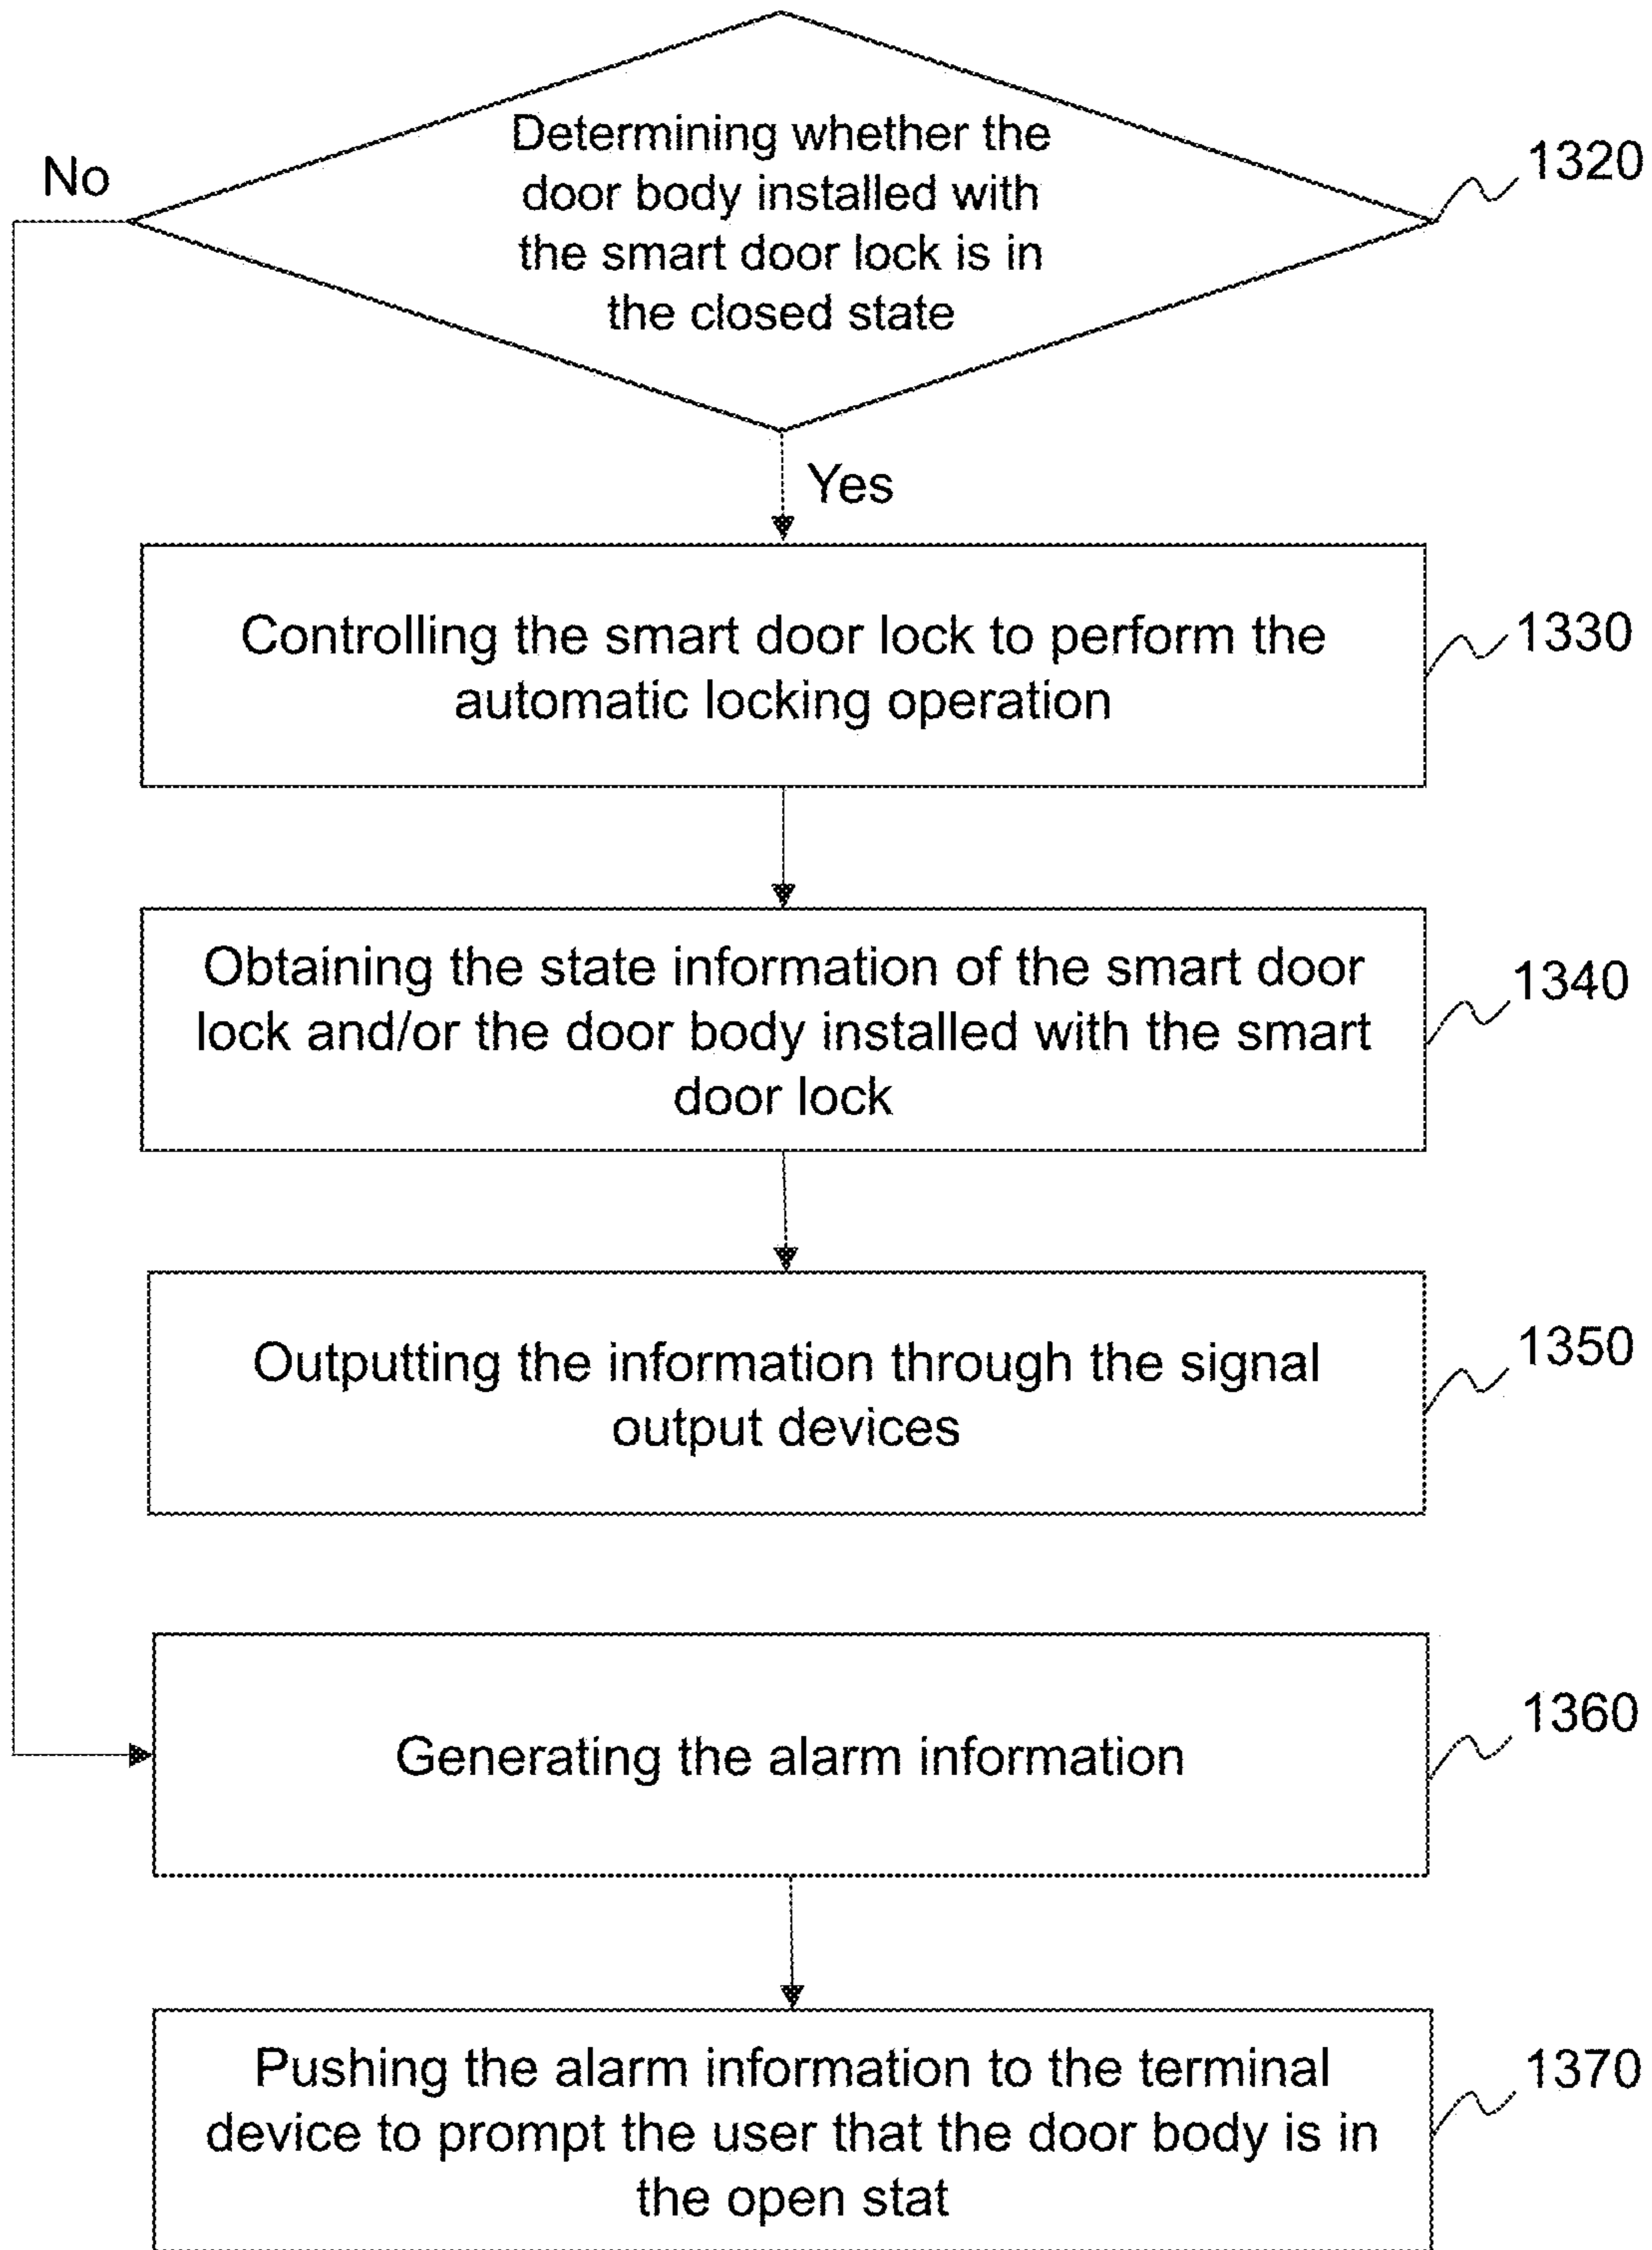 Determining whether the
door body installed with
the smart door lock is in
the closed state
1320
No
Yes
Controlling the smart door lock to perform the
automatic locking operation
1330
Obtaining the state information of the smart door
lock and/or the door body installed with the smart
door lock
1340
Outputting the information through the signal
output devices
1350
Generating the alarm information
1360
Pushing the alarm information to the terminal
device to prompt the user that the door body is in
the open stat
1370